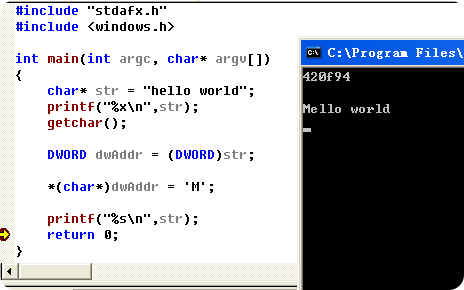 #include "stdafx.h"
#include <windows.h>
int main(int argc, char* argv[])
{
char* str = "hello world";
printf("%x\n",str);
getchar();
DWORD dwAddr = (DWORD)str;
*(char*)dwAddr = 'M';
printf("%s\n",str);
return 0;
}
C:\Program Files\
420f94
Mello world